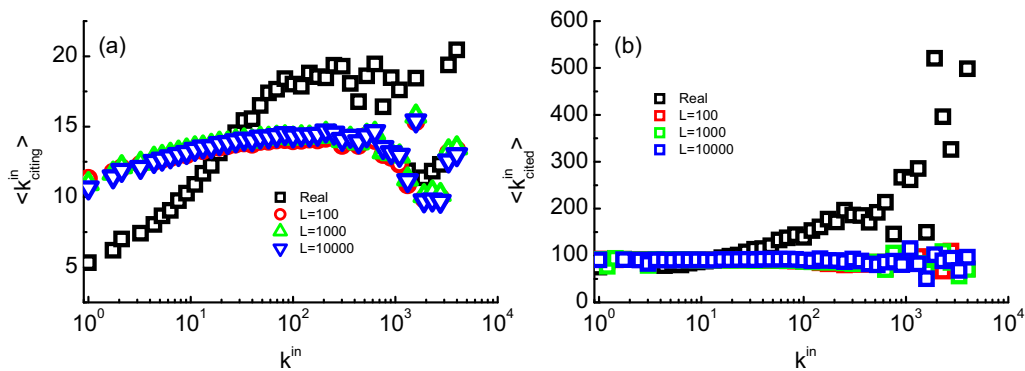 (a)
20
15
10
5
<k^in_citing>
Real
L=100
L=1000
L=10000
10^0 10^1 10^2 10^3 10^4
k^in
(b)
600
500
400
300
200
100
0
<k^in_cited>
Real
L=100
L=1000
L=10000
10^0 10^1 10^2 10^3 10^4
k^in